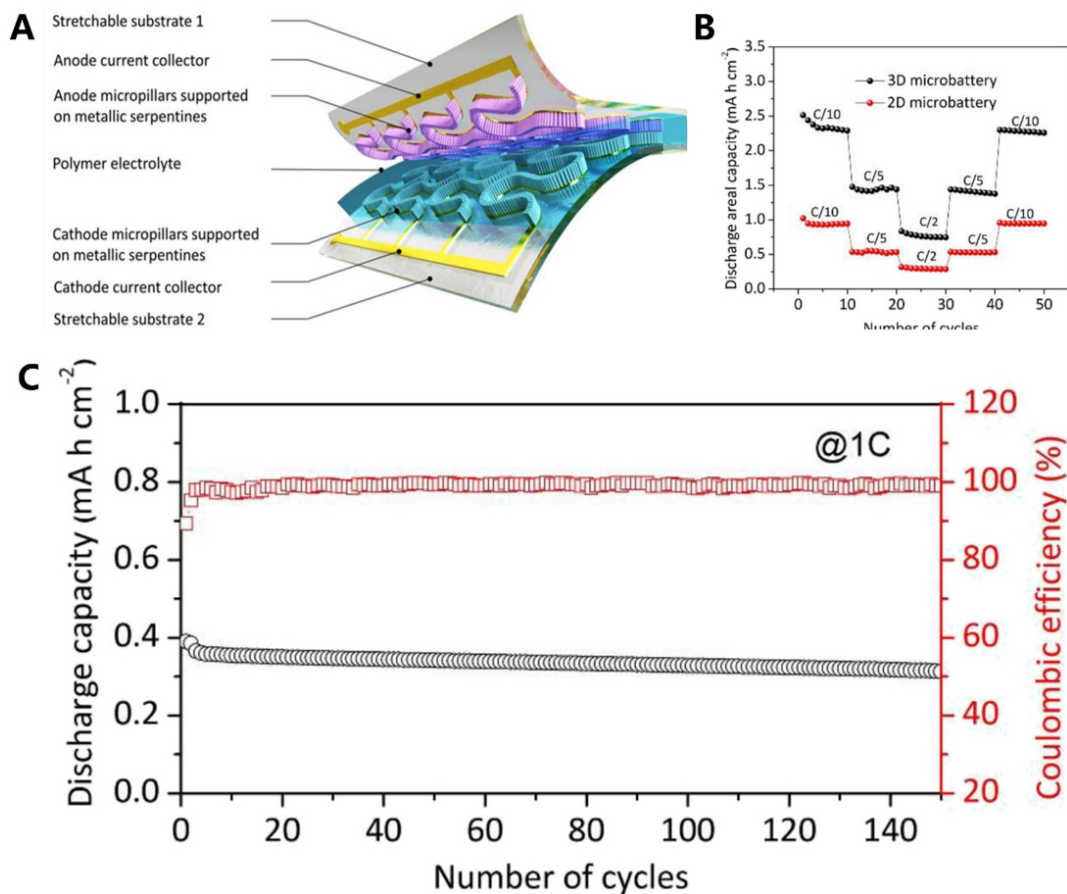 A
Stretchable substrate 1
Anode current collector
Anode micropillars supported
on metallic serpentines
Polymer electrolyte
Cathode micropillars supported
on metallic serpentines
Cathode current collector
Stretchable substrate 2
B
Discharge areal capacity (mA h cm⁻²)
3.5
3.0
2.5
2.0
1.5
1.0
0.5
0.0
3D microbattery
2D microbattery
C/10
C/5
C/2
C/5
C/10
C/10
C/5
C/2
C/5
C/10
0 10 20 30 40 50
Number of cycles
C
Discharge capacity (mA h cm⁻²)
1.0
0.8
0.6
0.4
0.2
0.0
@1C
120
100
80
60
40
20
Coulombic efficiency (%)
0 20 40 60 80 100 120 140
Number of cycles